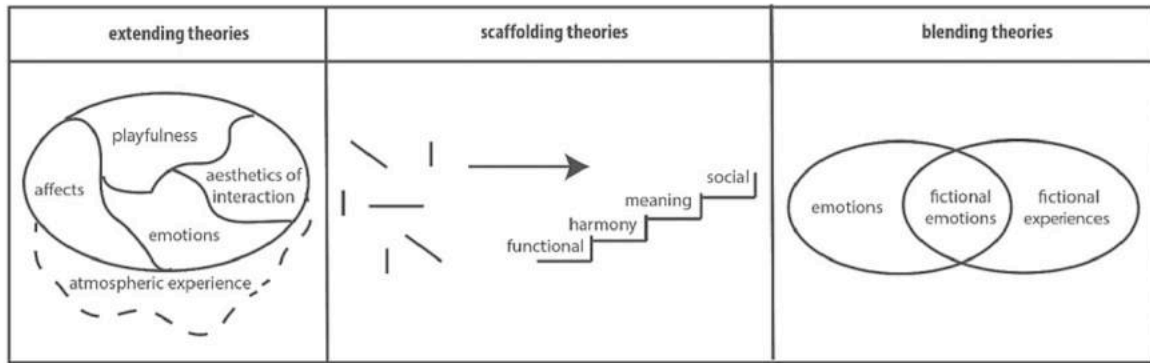 extending theories
scaffolding theories
blending theories
playfulness
affects
aesthetics of
interaction
emotions
atmospheric experience
social
meaning
harmony
functional
emotions
fictional
emotions
fictional
experiences